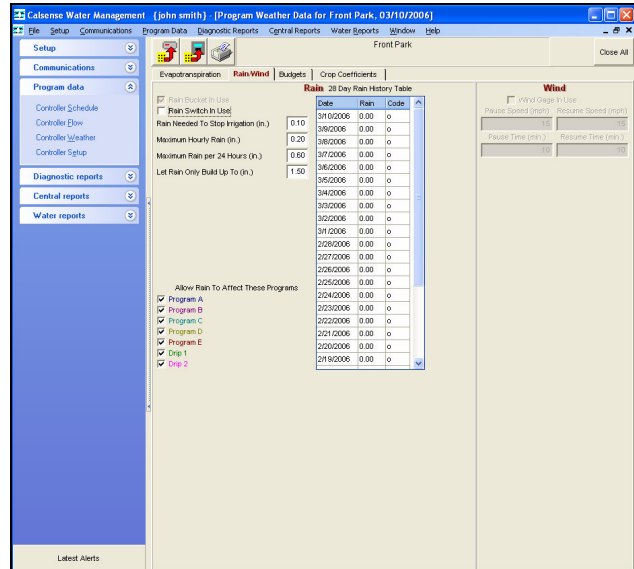 Calsense Water Management {john smith} - [Program Weather Data for Front Park, 03/10/2006]
File Setup Communications Program Data Diagnostic Reports Central Reports Water Reports Window Help
Front Park
Close All
Setup
Communications
Program data
Controller Schedule
Controller Flow
Controller Weather
Controller Setup
Diagnostic reports
Central reports
Water reports
Latest Alerts
Evapotranspiration Rain/Wind Budgets Crop Coefficients
Rain 28 Day Rain History Table
Rain Bucket In Use
Rain Switch In Use
Rain Needed To Stop Irrigation (in.) 0.10
Maximum Hourly Rain (in.) 0.20
Maximum Rain per 24 Hours (in.) 0.60
Let Rain Only Build Up To (in.) 1.50
Allow Rain To Affect These Programs
Program A
Program B
Program C
Program D
Program E
Drip 1
Drip 2
Date Rain Code
3/10/2006 0.00 o
3/9/2006 0.00 o
3/8/2006 0.00 o
3/7/2006 0.00 o
3/6/2006 0.00 o
3/5/2006 0.00 o
3/4/2006 0.00 o
3/3/2006 0.00 o
3/2/2006 0.00 o
3/1/2006 0.00 o
2/28/2006 0.00 o
2/27/2006 0.00 o
2/26/2006 0.00 o
2/25/2006 0.00 o
2/24/2006 0.00 o
2/23/2006 0.00 o
2/22/2006 0.00 o
2/21/2006 0.00 o
2/20/2006 0.00 o
2/19/2006 0.00 o
Wind
Wind Gage in Use
Pause Speed (mph) Resume Speed (mph)
15 15
Pause Time (min.) Resume Time (min.)
10 10